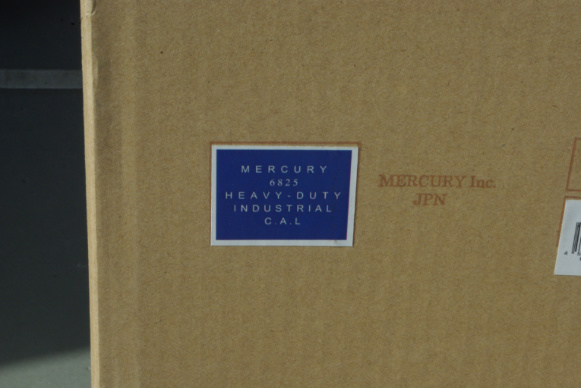 MERCURY
6825
HEAVY-DUTY
INDUSTRIAL
C.A.L
MERCURY Inc.
JPN